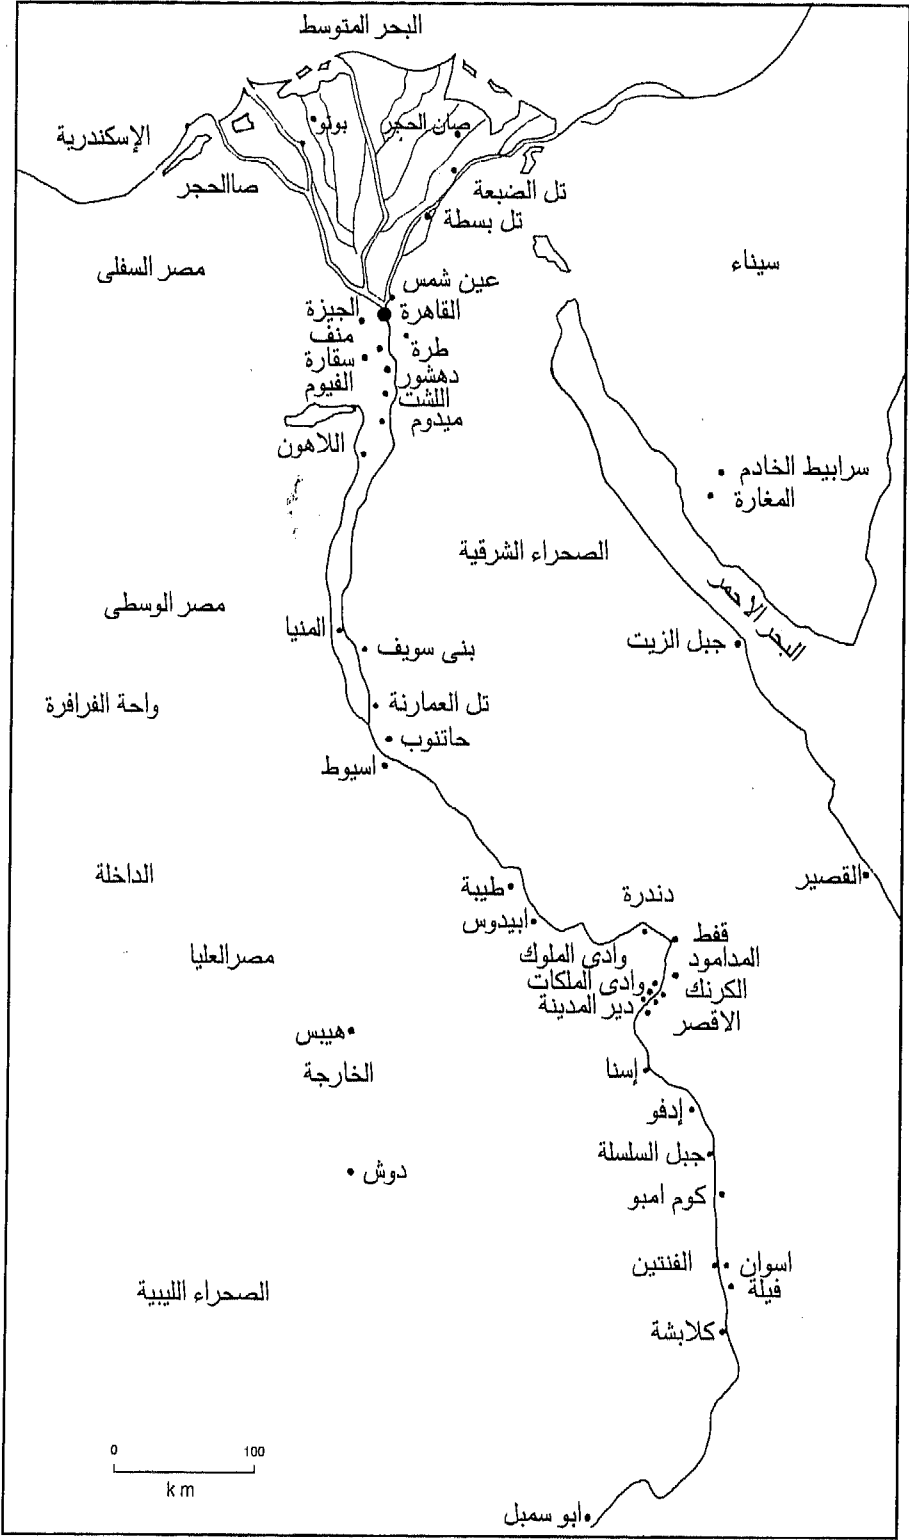 البحر المتوسط
الإسكندرية
بوتو
صان الحجر
صاالحجر
تل الضبعة
تل بسطة
مصر السفلى
سيناء
عين شمس
الجيزة
القاهرة
منف
طرة
سقارة
دهشور
الفيوم
اللشت
ميدوم
اللاهون
سرابيط الخادم
المغارة
الصحراء الشرقية
البحر الاحمر
مصر الوسطى
المنيا
بنى سويف
جبل الزيت
واحة الفرافرة
تل العمارنة
حاتنوب
اسيوط
الداخلة
القصير
طيبة
دندرة
ابيدوس
قفط
مصرالعليا
وادى الملوك
المدامود
وادى الملكات
الكرنك
دير المدينة
الاقصر
هيبس
الخارجة
إسنا
إدفو
جبل السلسلة
دوش
كوم امبو
الفنتين
اسوان
فيلة
الصحراء الليبية
كلابشة
0 100
km
ابو سمبل